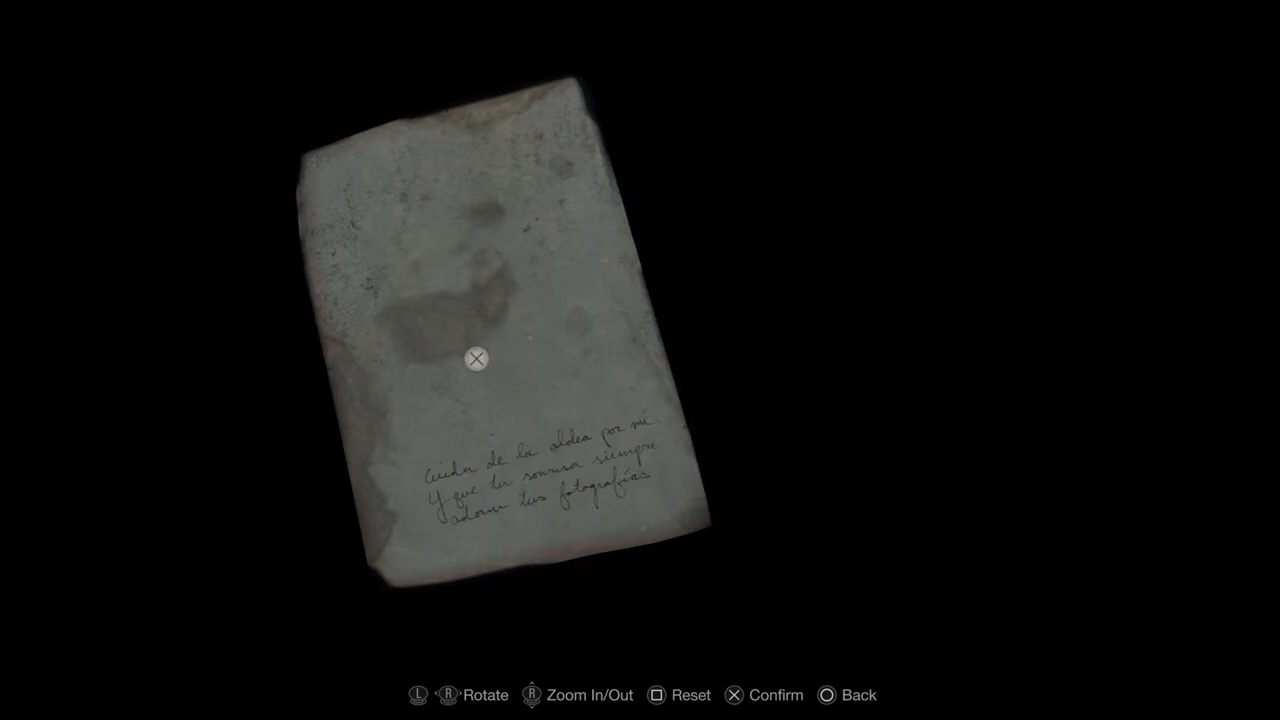 Cuida de la aldea por mí.
Y que tu sonrisa siempre
adorne tus fotografías
L R Rotate R Zoom In/Out Reset Confirm Back